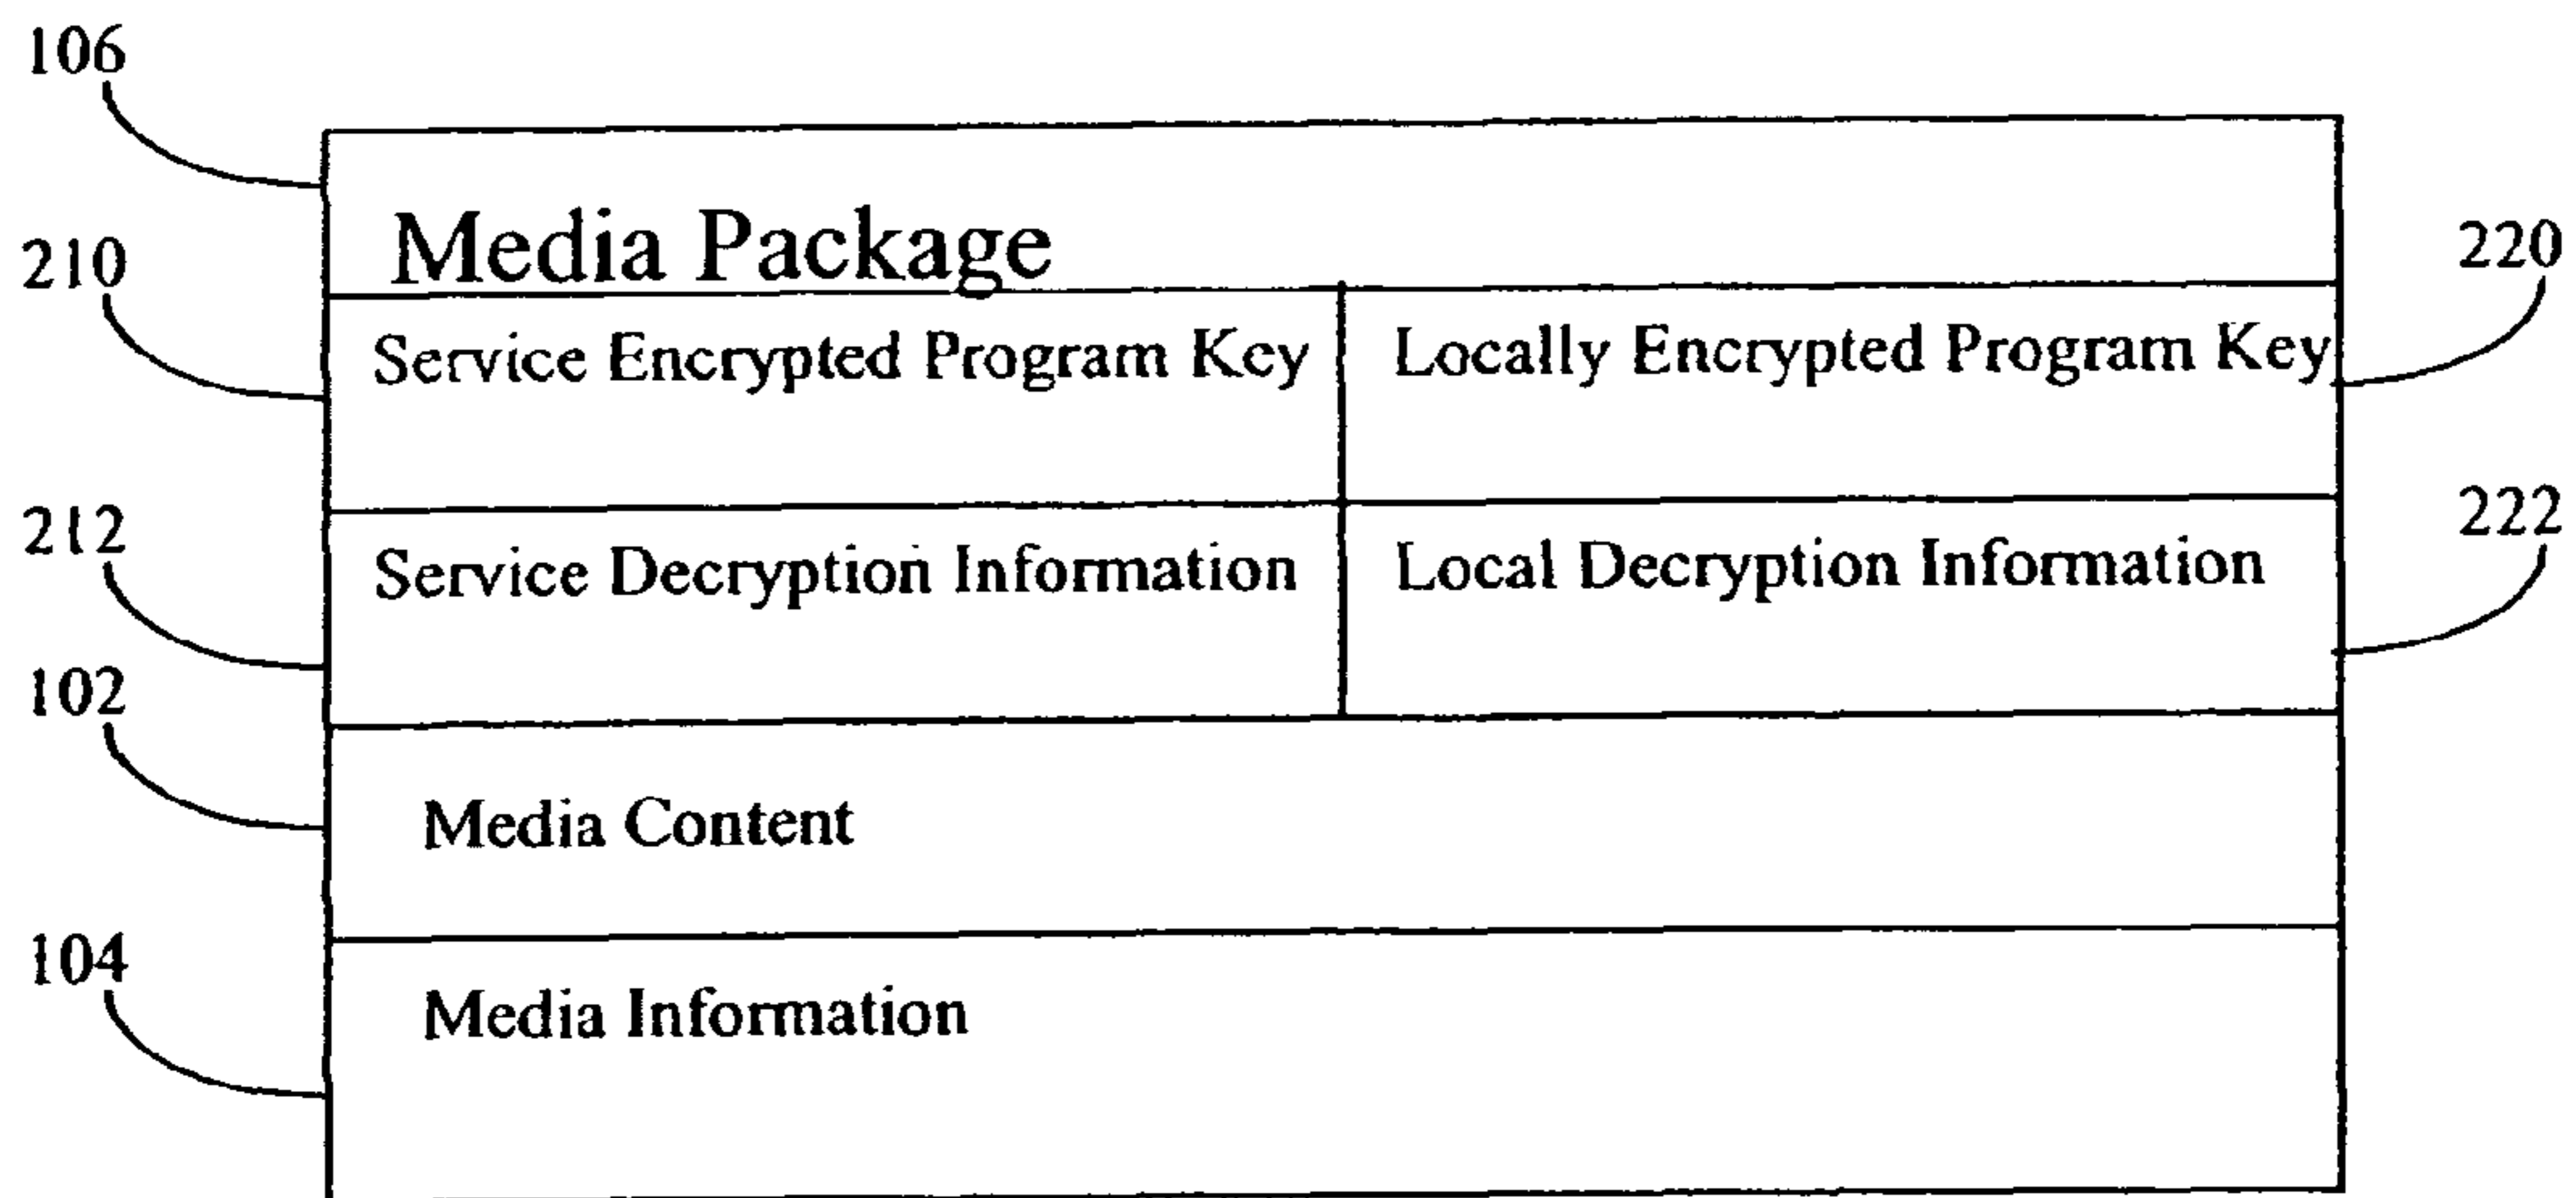 106
Media Package
210
220
Service Encrypted Program Key
Locally Encrypted Program Key
212
222
Service Decryption Information
Local Decryption Information
102
Media Content
104
Media Information